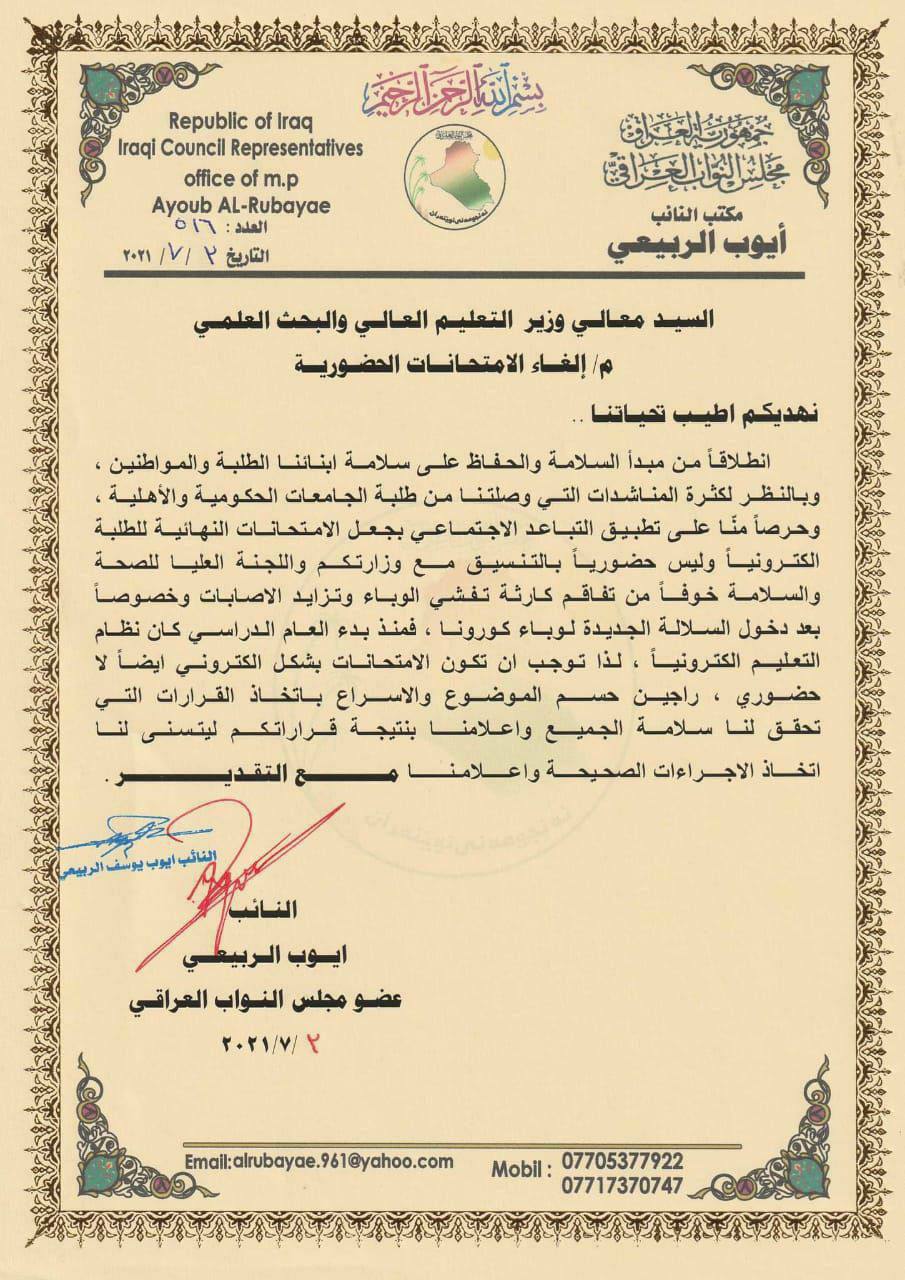 بسم الله الرحمن الرحيم
Republic of Iraq
Iraqi Council Representatives
office of m.p
Ayoub AL-Rubayae
العدد : ٥١٦
التاريخ ٢ / ٧ / ٢٠٢١
جمهورية العراق
مجلس النواب العراقي
مكتب النائب
أيوب الربيعي
السيد معالي وزير التعليم العالي والبحث العلمي
م/ إلغاء الامتحانات الحضورية
نهديكم اطيب تحياتنا ..
انطلاقاً من مبدأ السلامة والحفاظ على سلامة ابنائنا الطلبة والمواطنين ،
وبالنظر لكثرة المناشدات التي وصلتنا من طلبة الجامعات الحكومية والأهلية ،
وحرصاً منّا على تطبيق التباعد الاجتماعي بجعل الامتحانات النهائية للطلبة
الكترونياً وليس حضورياً بالتنسيق مع وزارتكم واللجنة العليا للصحة
والسلامة خوفاً من تفاقم كارثة تفشي الوباء وتزايد الاصابات وخصوصاً
بعد دخول السلالة الجديدة لوباء كورونا ، فمنذ بدء العام الدراسي كان نظام
التعليم الكترونياً ، لذا توجب ان تكون الامتحانات بشكل الكتروني ايضاً لا
حضوري ، راجين حسم الموضوع والاسراع باتخاذ القرارات التي
تحقق لنا سلامة الجميع واعلامنا بنتيجة قراراتكم ليتسنى لنا
اتخاذ الاجراءات الصحيحة واعلامنا مع التقدير .
النائب ايوب يوسف الربيعي
النائب
ايوب الربيعي
عضو مجلس النواب العراقي
٢ /٢٠٢١/٧
Email:alrubayae.961@yahoo.com
Mobil : 07705377922
07717370747